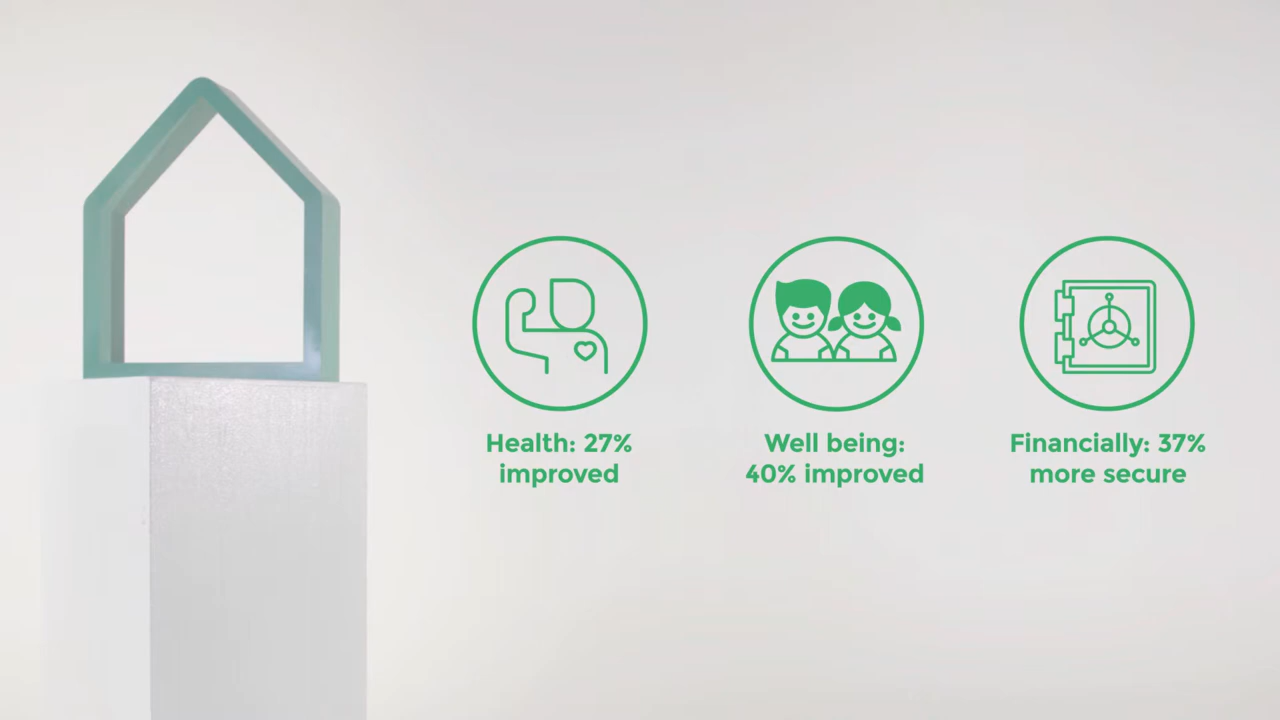 Health: 27%
improved
Well being:
40% improved
Financially: 37%
more secure